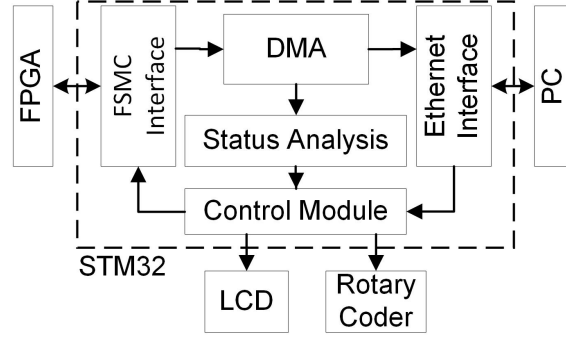 FPGA
FSMC
Interface
DMA
Ethernet
Interface
PC
Status Analysis
Control Module
STM32
LCD
Rotary
Coder